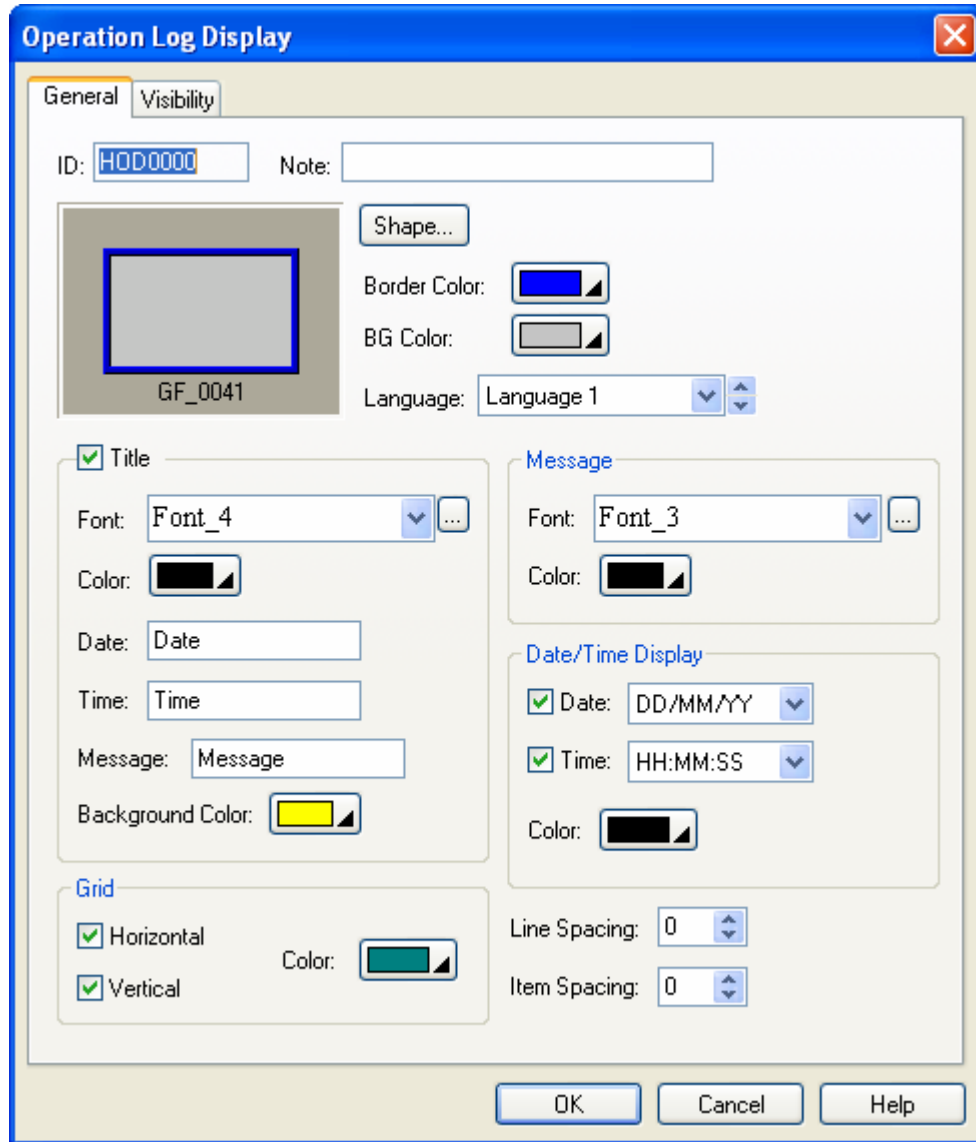 Operation Log Display
General
Visibility
ID: HOD0000
Note:
Shape...
Border Color:
BG Color:
GF_0041
Language: Language 1
Title
Font: Font_4 ...
Color:
Date: Date
Time: Time
Message: Message
Background Color:
Message
Font: Font_3 ...
Color:
Date/Time Display
Date: DD/MM/YY
Time: HH:MM:SS
Color:
Grid
Horizontal
Vertical
Color:
Line Spacing: 0
Item Spacing: 0
OK
Cancel
Help